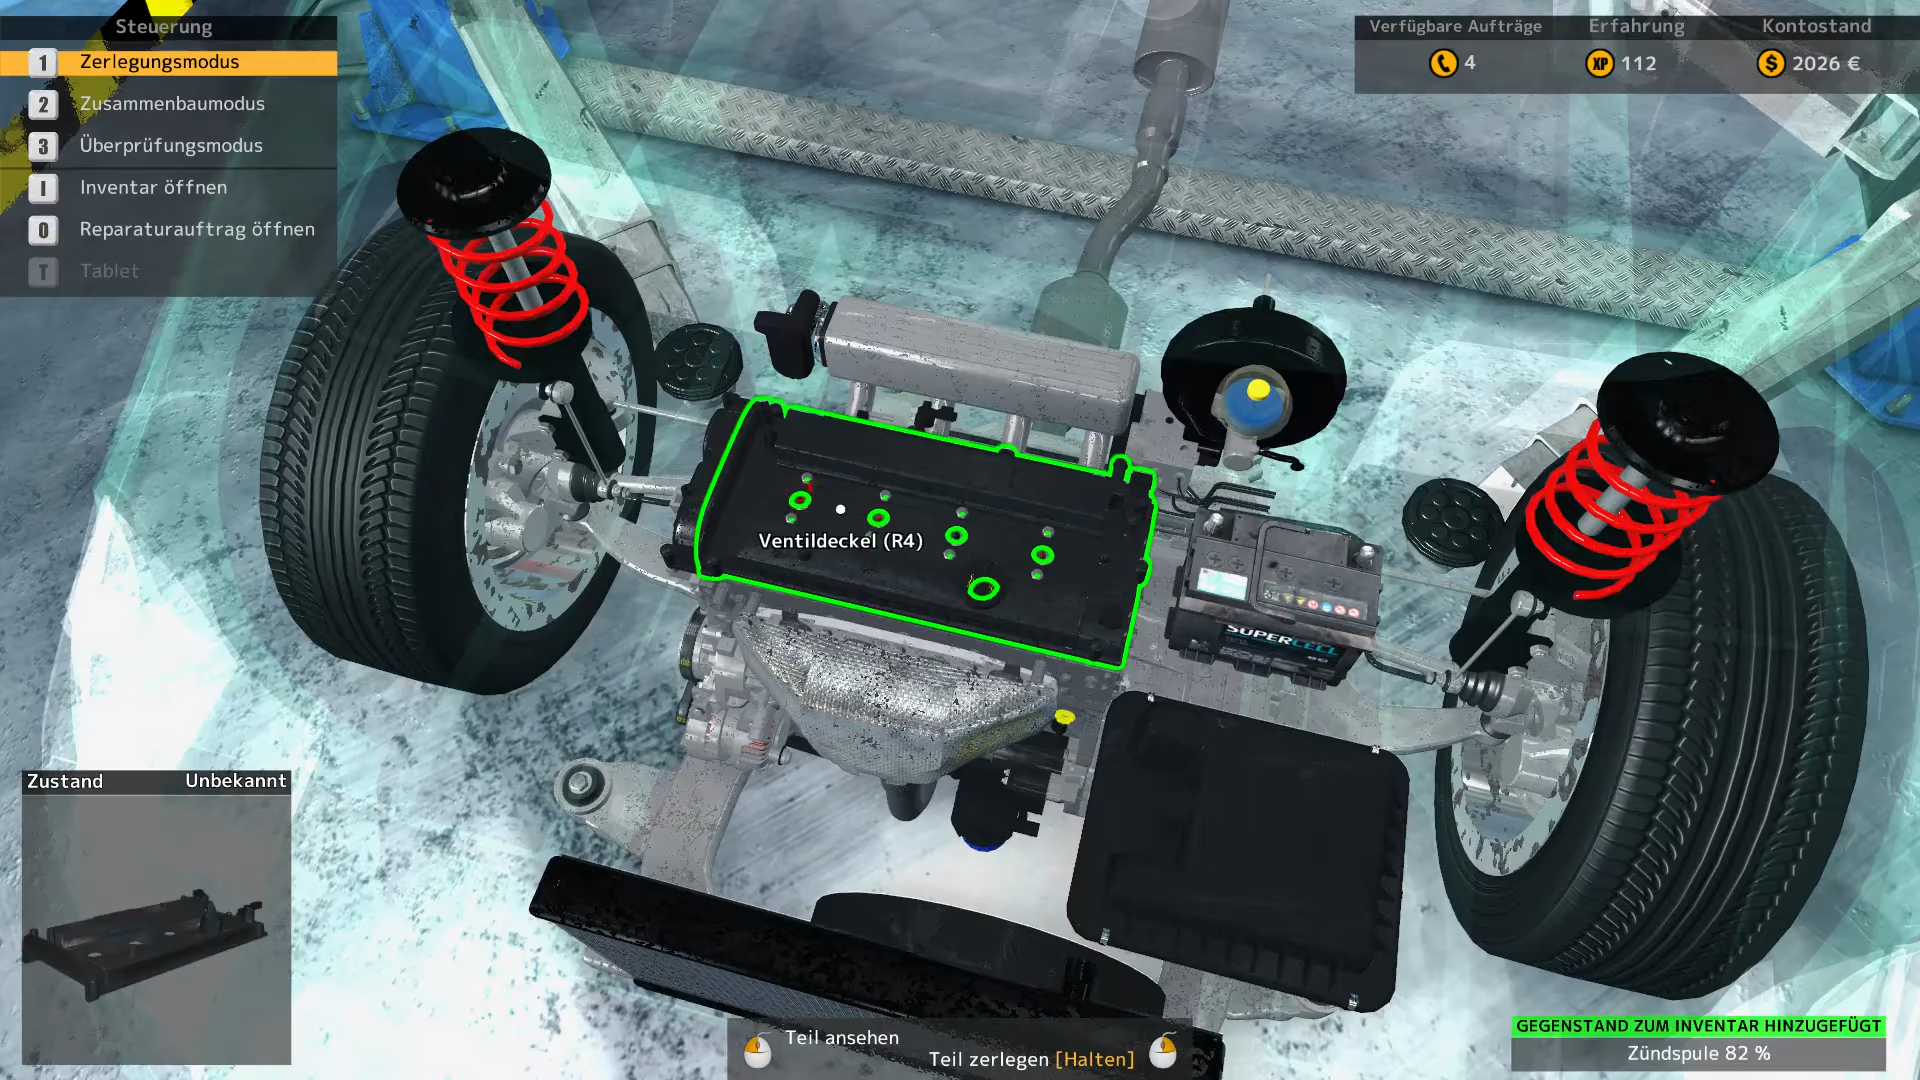 Steuerung
1 Zerlegungsmodus
2 Zusammenbaumodus
3 Überprüfungsmodus
I Inventar öffnen
O Reparaturauftrag öffnen
T Tablet
Verfügbare Aufträge Erfahrung Kontostand
4 XP 112 $ 2026 €
Ventildeckel (R4)
SUPERCELL
Zustand Unbekannt
Teil ansehen
Teil zerlegen [Halten]
GEGENSTAND ZUM INVENTAR HINZUGEFÜGT
Zündspule 82 %